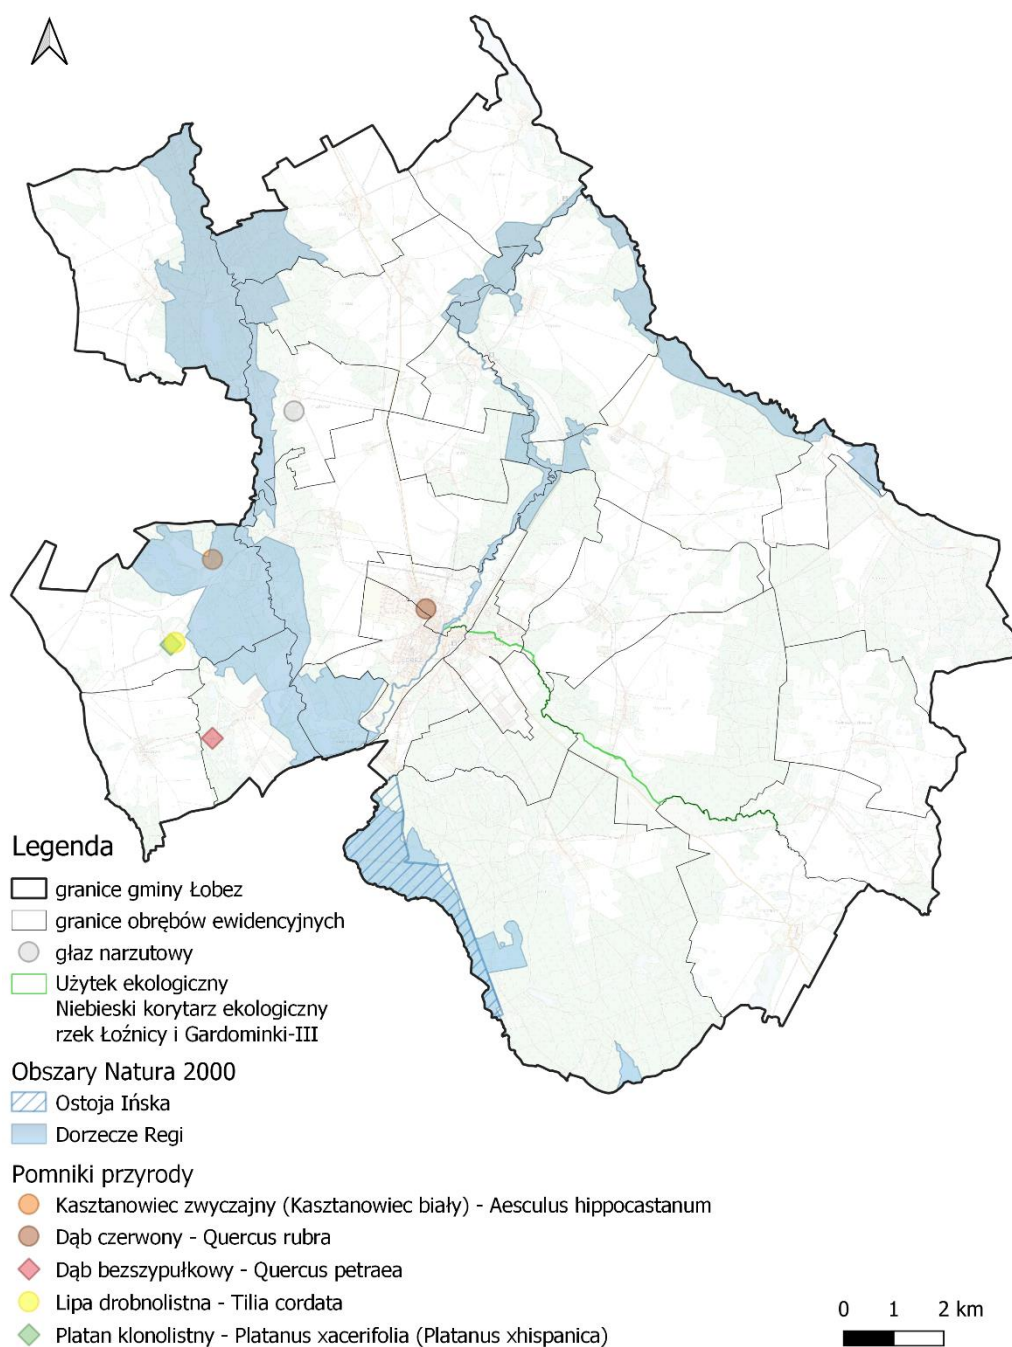 Legenda
granice gminy Łobez
granice obrębów ewidencyjnych
głaz narzutowy
Użytek ekologiczny
Niebieski korytarz ekologiczny
rzek Łoźnicy i Gardominki-III
Obszary Natura 2000
Ostoja Ińska
Dorzecze Regi
Pomniki przyrody
Kasztanowiec zwyczajny (Kasztanowiec biały) - Aesculus hippocastanum
Dąb czerwony - Quercus rubra
Dąb bezszypułkowy - Quercus petraea
Lipa drobnolistna - Tilia cordata
Platan klonolistny - Platanus xacerifolia (Platanus xhispanica)
0 1 2 km